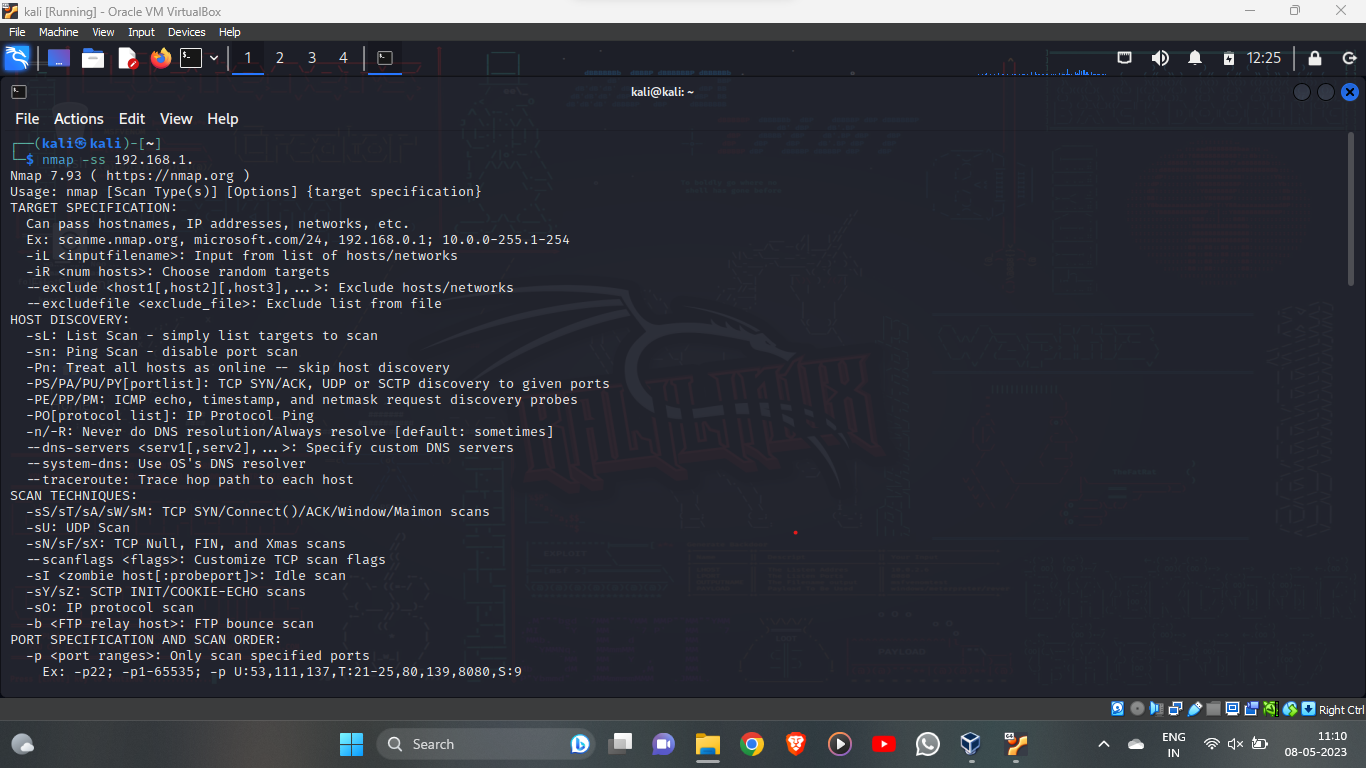 kali [Running] - Oracle VM VirtualBox
File Machine View Input Devices Help
1 2 3 4 12:25
kali@kali: ~
File Actions Edit View Help
┌──(kali㉿kali)-[~]
└─$ nmap -ss 192.168.1.
Nmap 7.93 ( https://nmap.org )
Usage: nmap [Scan Type(s)] [Options] {target specification}
TARGET SPECIFICATION:
  Can pass hostnames, IP addresses, networks, etc.
  Ex: scanme.nmap.org, microsoft.com/24, 192.168.0.1; 10.0.0-255.1-254
  -iL <inputfilename>: Input from list of hosts/networks
  -iR <num hosts>: Choose random targets
  --exclude <host1[,host2][,host3],...>: Exclude hosts/networks
  --excludefile <exclude_file>: Exclude list from file
HOST DISCOVERY:
  -sL: List Scan - simply list targets to scan
  -sn: Ping Scan - disable port scan
  -Pn: Treat all hosts as online -- skip host discovery
  -PS/PA/PU/PY[portlist]: TCP SYN/ACK, UDP or SCTP discovery to given ports
  -PE/PP/PM: ICMP echo, timestamp, and netmask request discovery probes
  -PO[protocol list]: IP Protocol Ping
  -n/-R: Never do DNS resolution/Always resolve [default: sometimes]
  --dns-servers <serv1[,serv2],...>: Specify custom DNS servers
  --system-dns: Use OS's DNS resolver
  --traceroute: Trace hop path to each host
SCAN TECHNIQUES:
  -sS/sT/sA/sW/sM: TCP SYN/Connect()/ACK/Window/Maimon scans
  -sU: UDP Scan
  -sN/sF/sX: TCP Null, FIN, and Xmas scans
  --scanflags <flags>: Customize TCP scan flags
  -sI <zombie host[:probeport]>: Idle scan
  -sY/sZ: SCTP INIT/COOKIE-ECHO scans
  -sO: IP protocol scan
  -b <FTP relay host>: FTP bounce scan
PORT SPECIFICATION AND SCAN ORDER:
  -p <port ranges>: Only scan specified ports
    Ex: -p22; -p1-65535; -p U:53,111,137,T:21-25,80,139,8080,S:9
KALI LINUX
Right Ctrl
Search
ENG
IN
11:10
08-05-2023